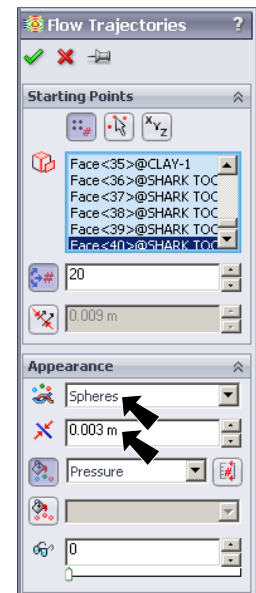 Flow Trajectories ?
Starting Points
Face<35>@CLAY-1
Face<36>@SHARK TOC
Face<37>@SHARK TOC
Face<38>@SHARK TOC
Face<39>@SHARK TOC
Face<40>@SHARK TOC
20
0.009 m
Appearance
Spheres
0.003 m
Pressure
0